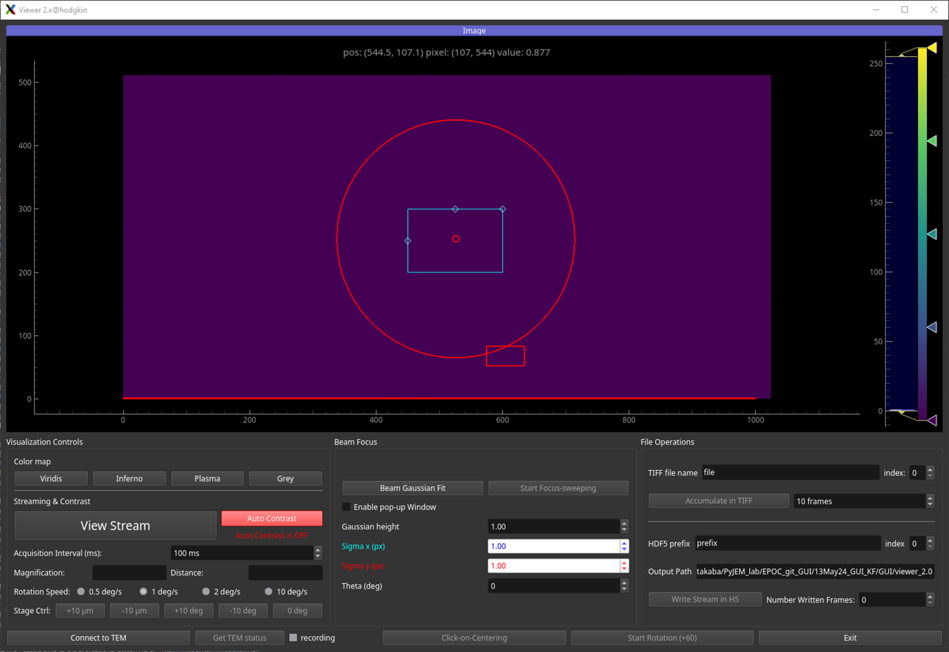 Viewer 2.x@hodgkin
Image
pos: (544.5, 107.1) pixel: (107, 544) value: 0.877
500
400
300
200
100
0
0 200 400 600 800 1000
250
200
150
100
50
0
Visualization Controls
Color map
Viridis Inferno Plasma Grey
Streaming & Contrast
View Stream
Auto Contrast
Auto Contrast is OFF
Acquisition Interval (ms): 100 ms
Magnification: Distance:
Rotation Speed: 0.5 deg/s 1 deg/s 2 deg/s 10 deg/s
Stage Ctrl: +10 µm -10 µm +10 deg -10 deg 0 deg
Beam Focus
Beam Gaussian Fit Start Focus-sweeping
Enable pop-up Window
Gaussian height 1.00
Sigma x (px) 1.00
Sigma y (px) 1.00
Theta (deg) 0
File Operations
TIFF file name file index: 0
Accumulate in TIFF 10 frames
HDF5 prefix prefix index 0
Output Path takaba/PyJEM_lab/EPOC_git_GUI/13May24_GUI_KF/GUI/viewer_2.0
Write Stream in H5 Number Written Frames: 0
Connect to TEM Get TEM status recording Click-on-Centering Start Rotation (+60) Exit